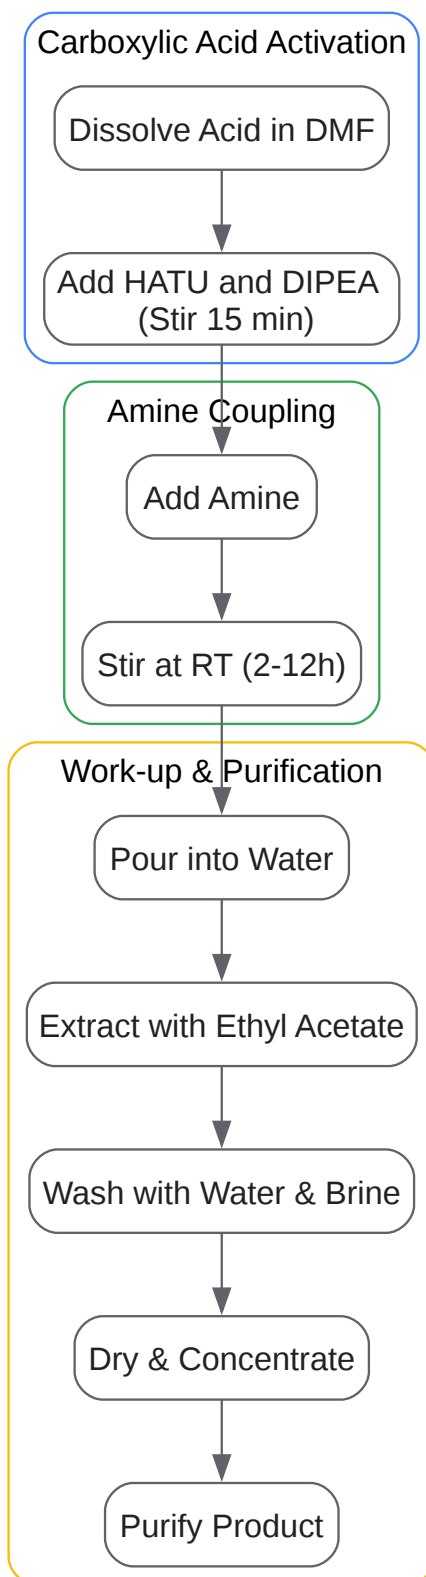 Carboxylic Acid Activation
Dissolve Acid in DMF
Add HATU and DIPEA
(Stir 15 min)
Amine Coupling
Add Amine
Stir at RT (2-12h)
Work-up & Purification
Pour into Water
Extract with Ethyl Acetate
Wash with Water & Brine
Dry & Concentrate
Purify Product